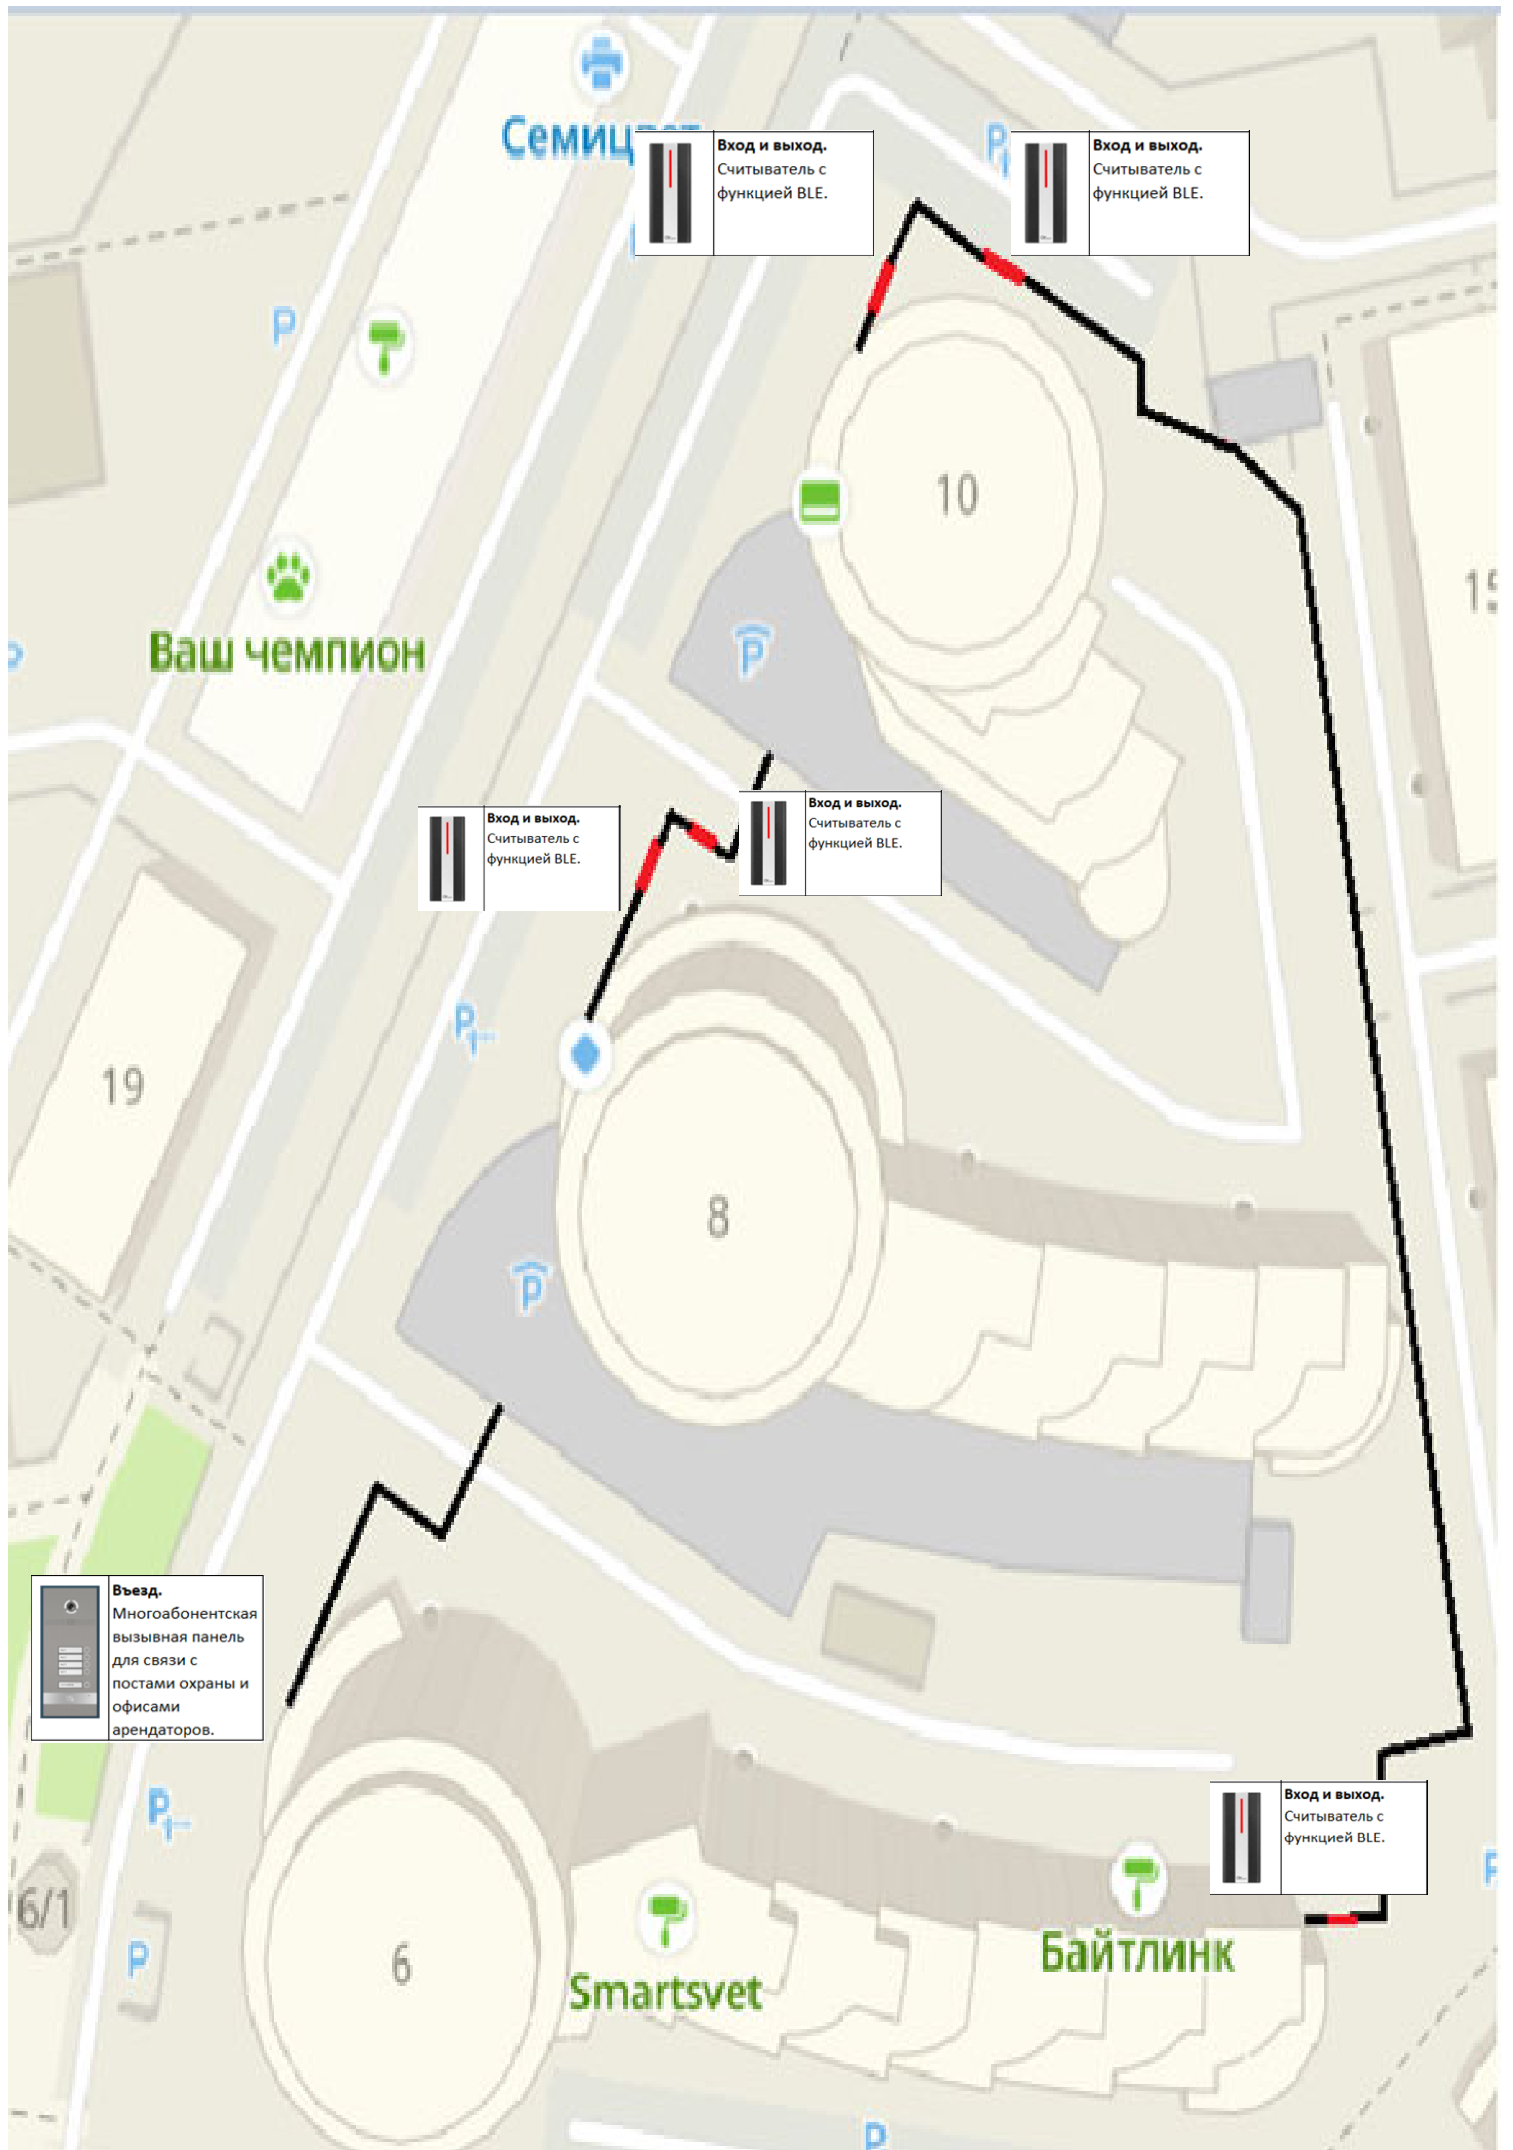 Семиц
Вход и выход.
Считыватель с
функцией BLE.
P
Вход и выход.
Считыватель с
функцией BLE.
P
10
15
P
Ваш чемпион
Вход и выход.
Считыватель с
функцией BLE.
Вход и выход.
Считыватель с
функцией BLE.
P
19
8
P
Въезд.
Многоабонентская
вызывная панель
для связи с
постами охраны и
офисами
арендаторов.
P
Вход и выход.
Считыватель с
функцией BLE.
6/1
P
6
Smartsvet
Байтлинк
P